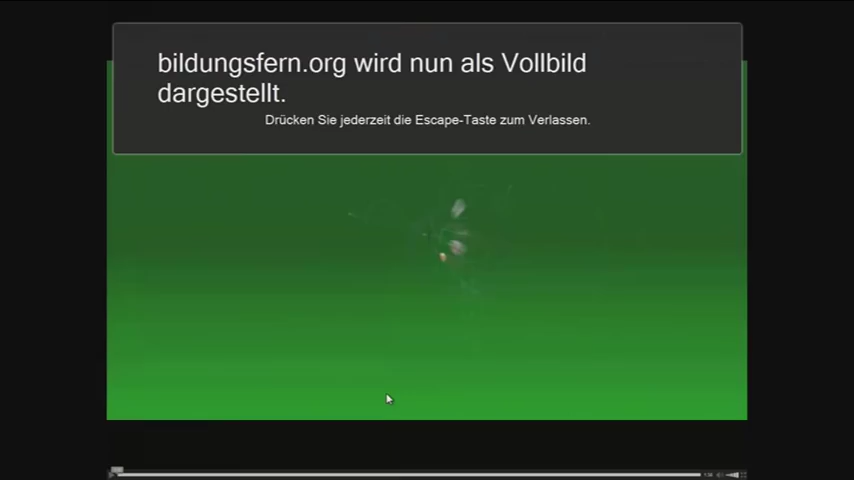 bildungsfern.org wird nun als Vollbild
dargestellt.
Drücken Sie jederzeit die Escape-Taste zum Verlassen.